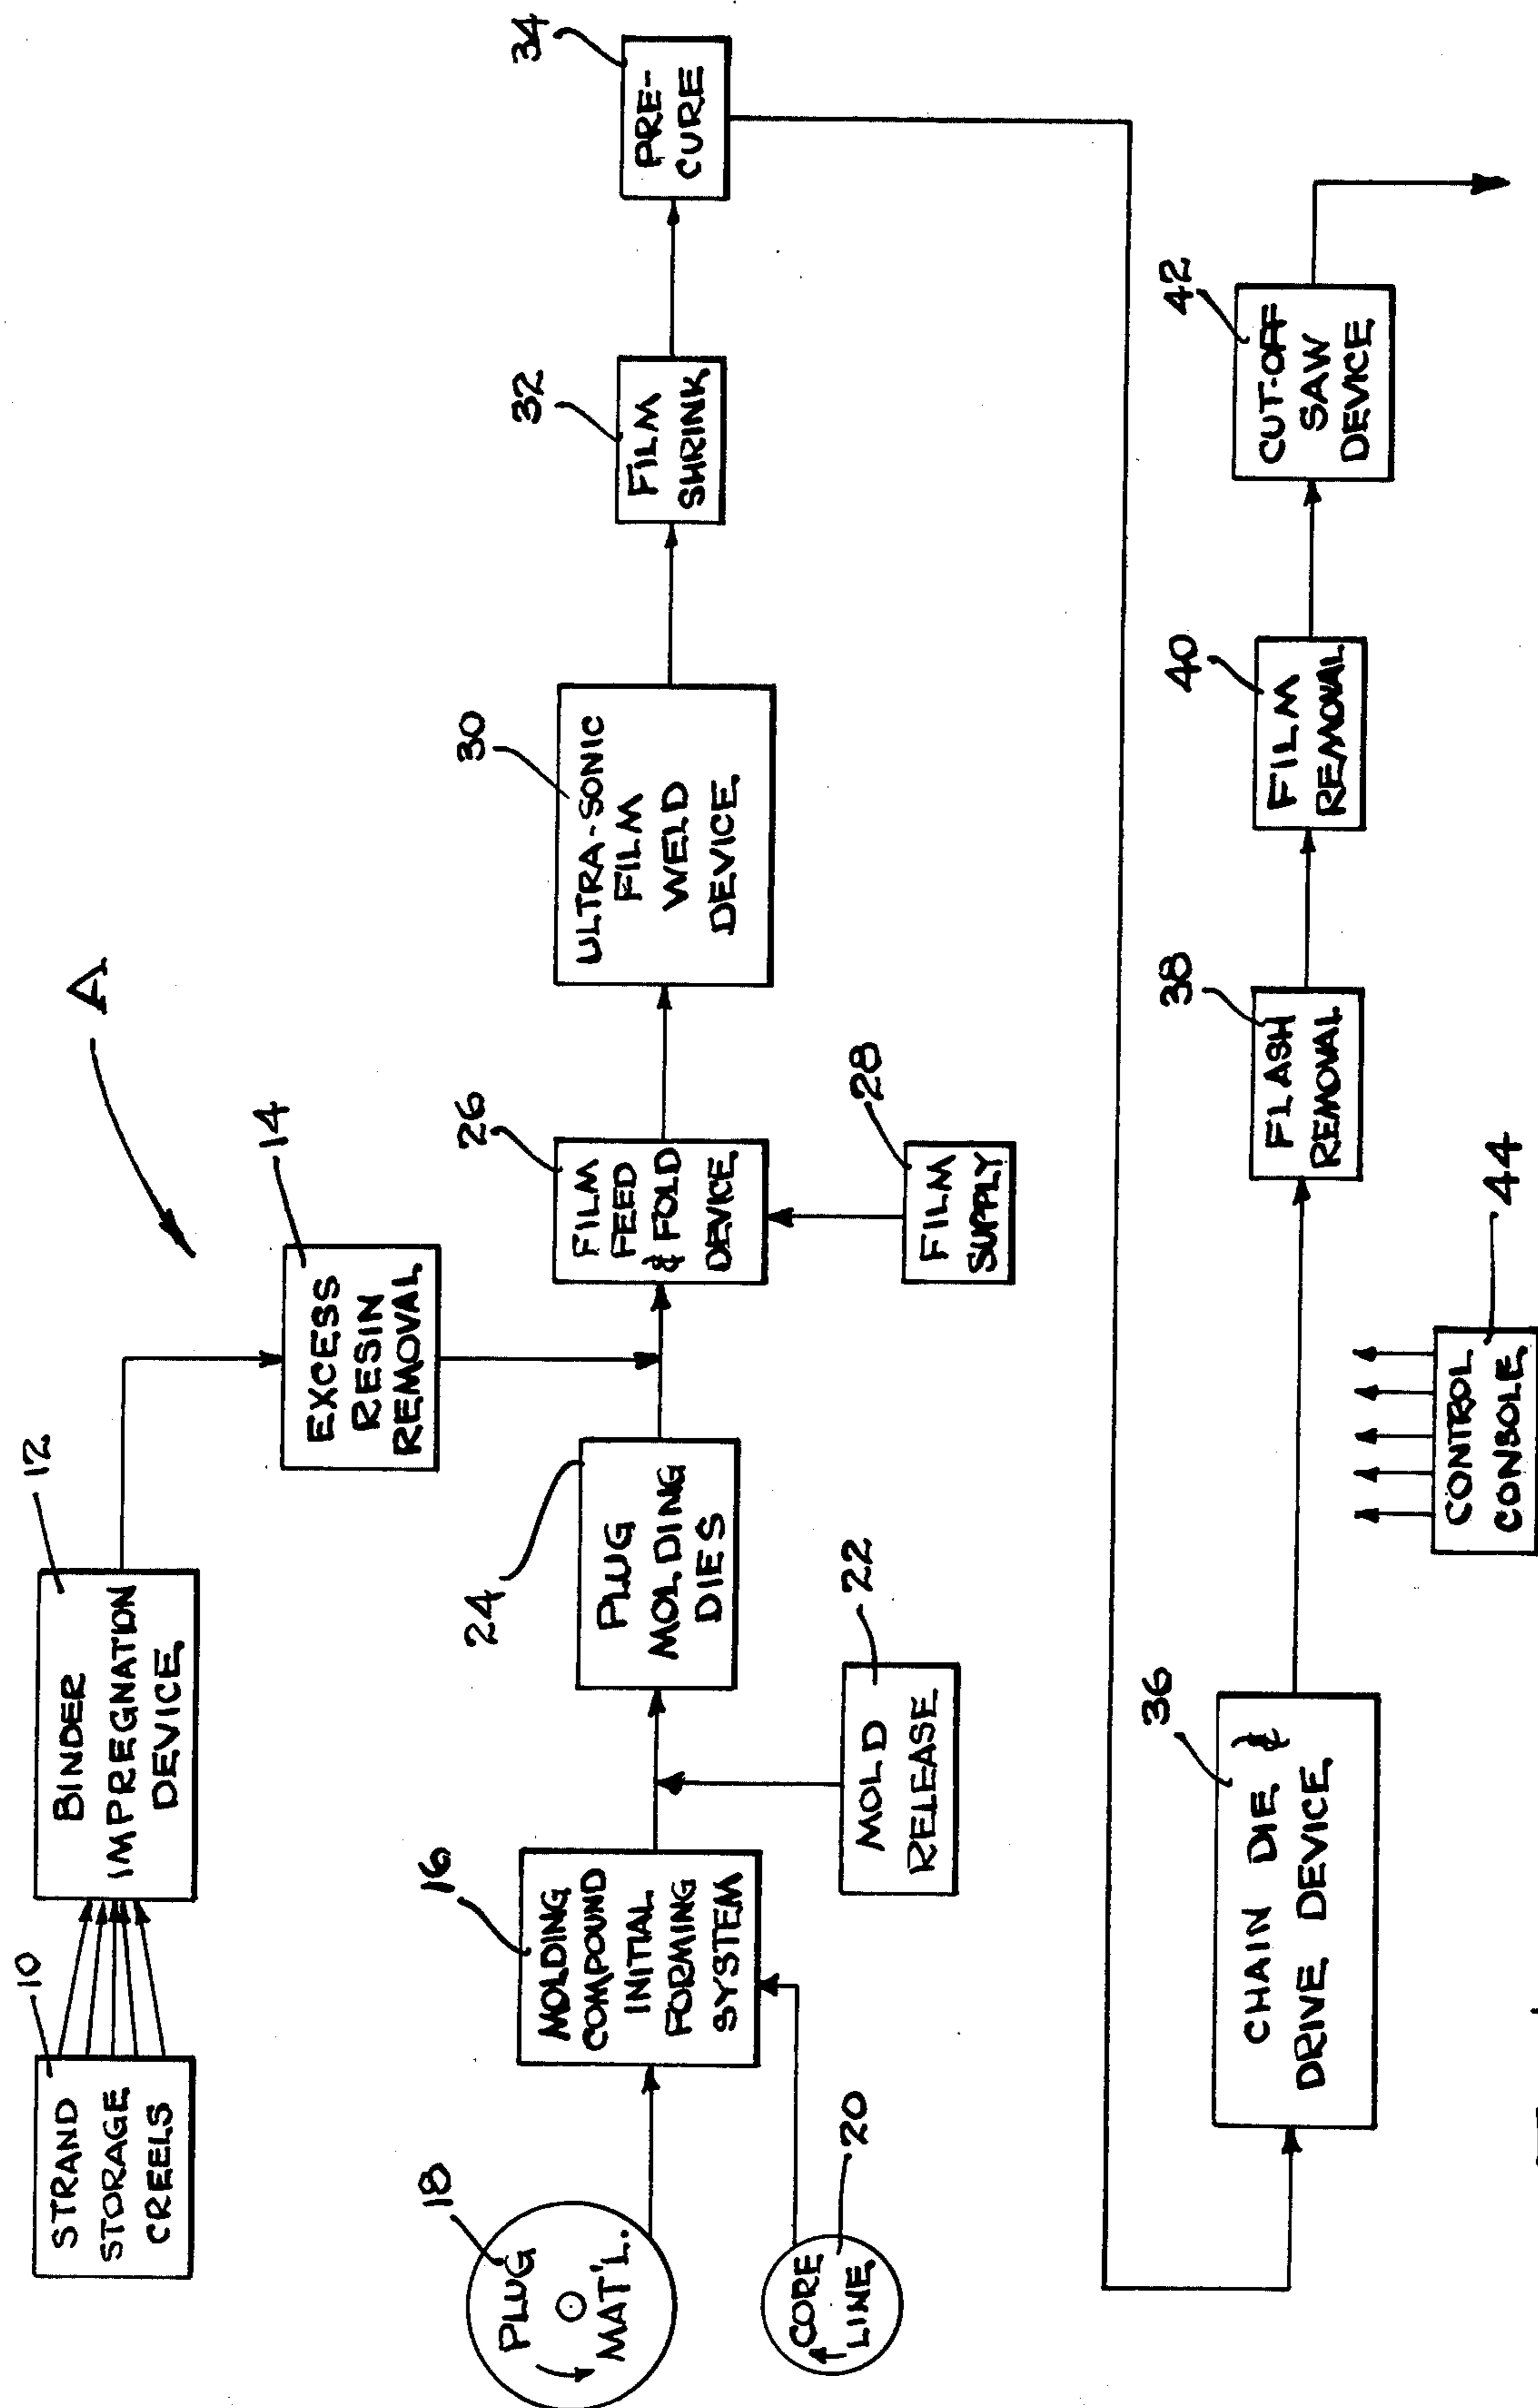 A
10
STRAND
STORAGE
CREELS
12
BINDER
IMPREGNATION
DEVICE
14
EXCESS
RESIN
REMOVAL
18
PLUG
MAT'L.
20
CORE
LINE
16
MOLDING
COMPOUND
INITIAL
FORMING
SYSTEM
22
MOLD
RELEASE
24
PLUG
MOLDING
DIES
26
FILM
FEED
& FOLD
DEVICE
28
FILM
SUPPLY
30
ULTRA-SONIC
FILM
WELD
DEVICE
32
FILM
SHRINK
34
PRE-
CURE
36
CHAIN DIE &
DRIVE DEVICE
38
FLASH
REMOVAL
40
FILM
REMOVAL
42
CUT-OFF
SAW
DEVICE
44
CONTROL
CONSOLE